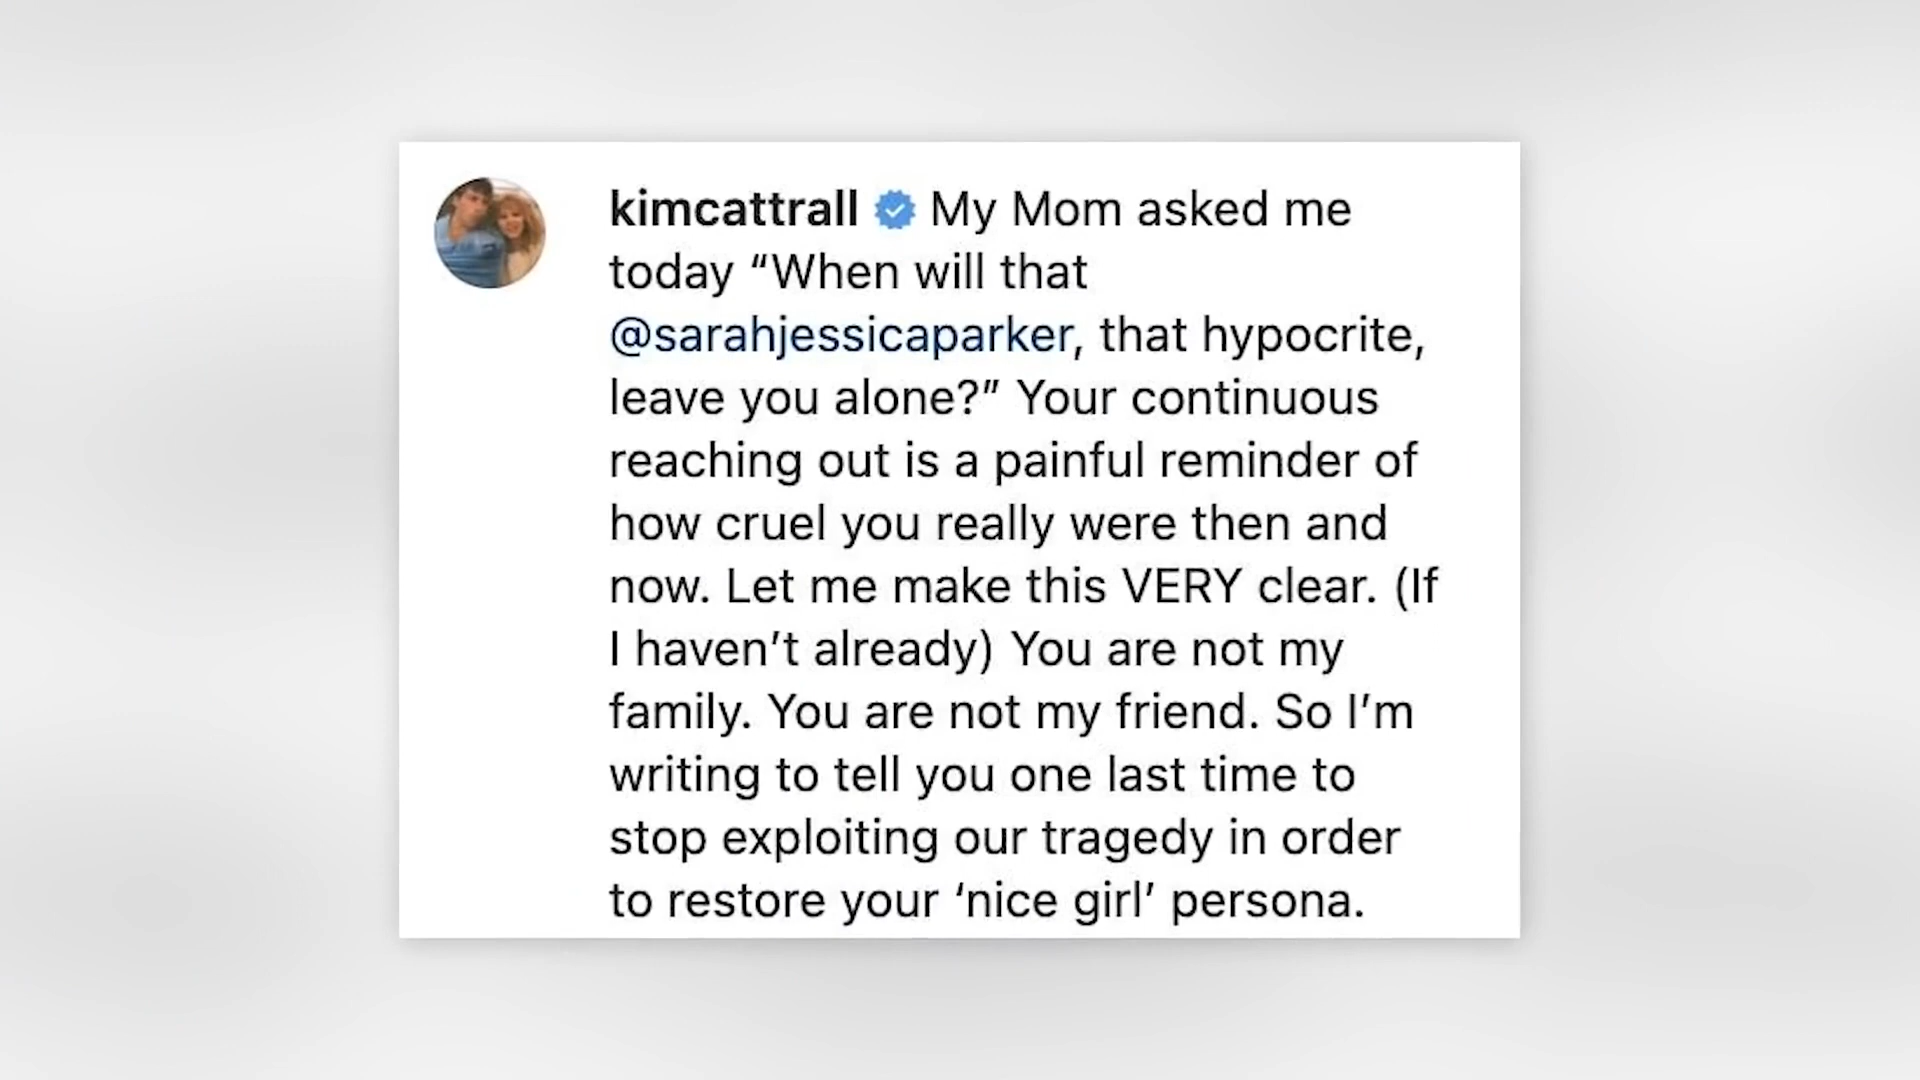 kimcattrall My Mom asked me
today “When will that
@sarahjessicaparker, that hypocrite,
leave you alone?” Your continuous
reaching out is a painful reminder of
how cruel you really were then and
now. Let me make this VERY clear. (If
I haven’t already) You are not my
family. You are not my friend. So I’m
writing to tell you one last time to
stop exploiting our tragedy in order
to restore your ‘nice girl’ persona.